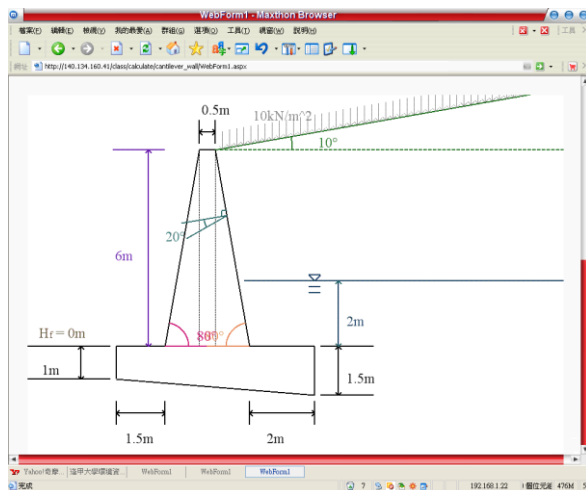 WebForm1 - Maxthon Browser
檔案(F) 編輯(E) 檢視(V) 我的最愛(A) 群組(G) 選項(O) 工具(T) 視窗(W) 說明(H)
網址 http://140.134.160.41/class/calculate/cantilever_wall/WebForm1.aspx
0.5m
10kN/m^2
10°
20°
6m
2m
Hf = 0m
1m
1.5m
1.5m
2m
Yahoo!奇摩... 逢甲大學環境資... WebForm1 WebForm1 WebForm1
完成 192.168.1.22 476M